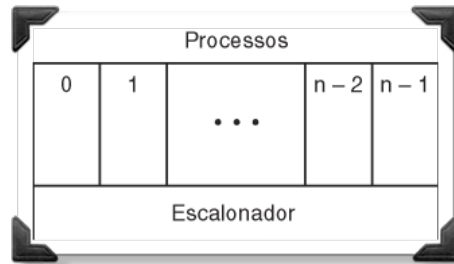 Processos
0 1 ... n – 2 n – 1
Escalonador